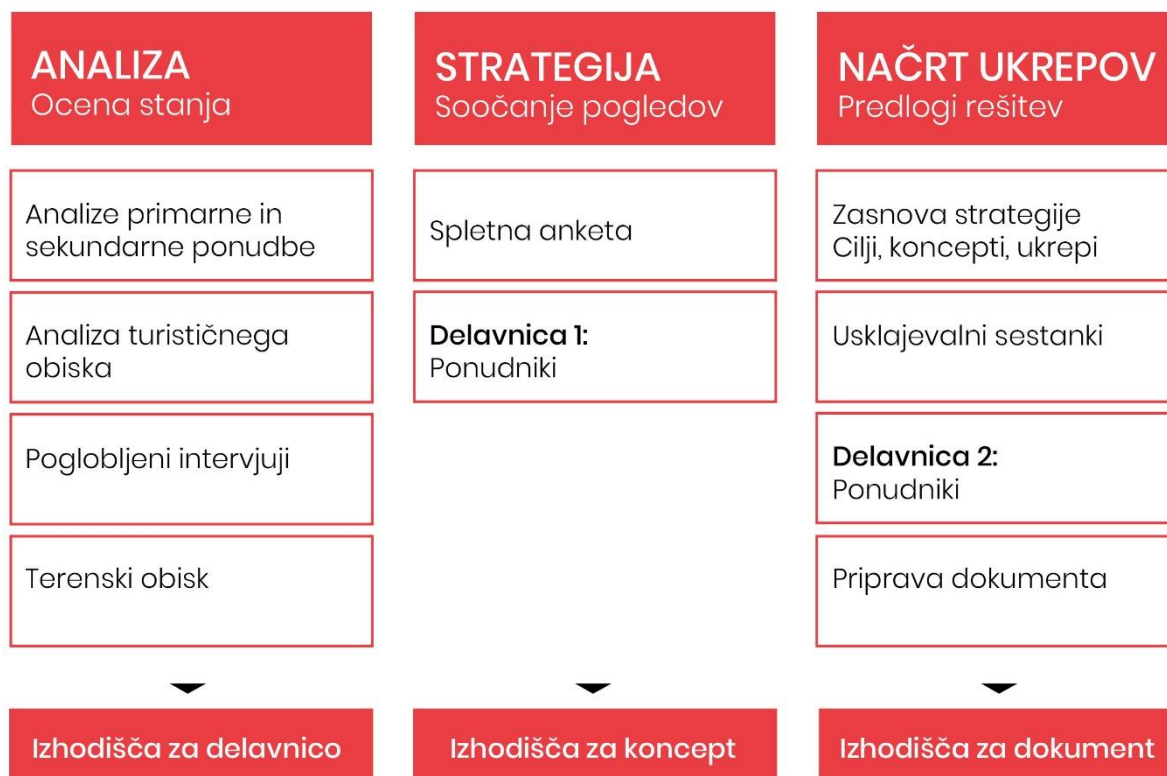 ANALIZA
Ocena stanja
Analize primarne in
sekundarne ponudbe
Analiza turističnega
obiska
Poglobljeni intervjuji
Terenski obisk
Izhodišča za delavnico
STRATEGIJA
Soočanje pogledov
Spletna anketa
Delavnica 1:
Ponudniki
Izhodišča za koncept
NAČRT UKREPOV
Predlogi rešitev
Zasnova strategije
Cilji, koncepti, ukrepi
Usklajevalni sestanki
Delavnica 2:
Ponudniki
Priprava dokumenta
Izhodišča za dokument